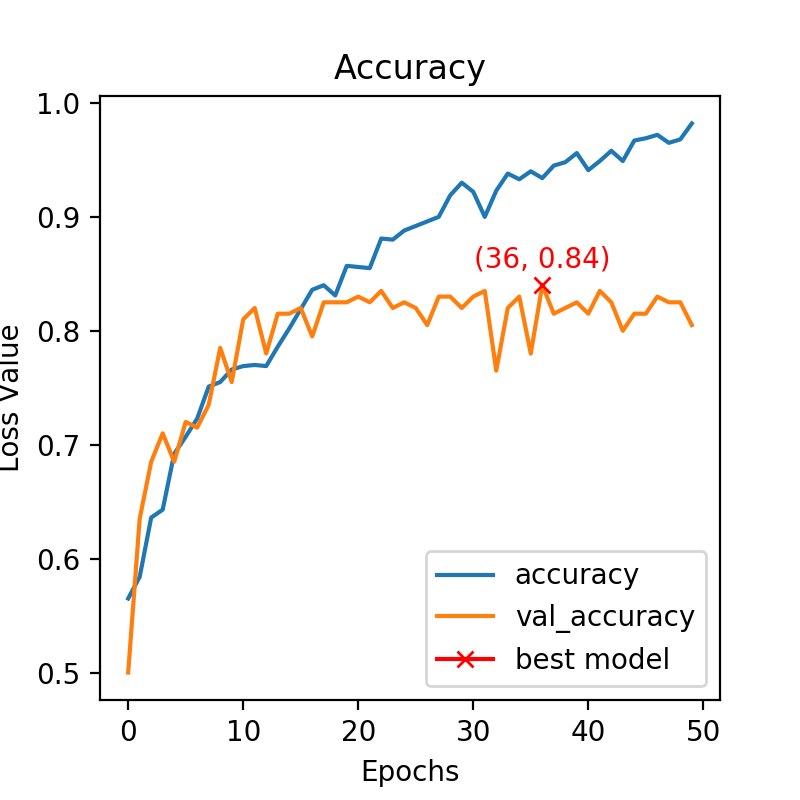 Accuracy
1.0
0.9
0.8
0.7
0.6
0.5
Loss Value
(36, 0.84)
accuracy
val_accuracy
best model
0 10 20 30 40 50
Epochs